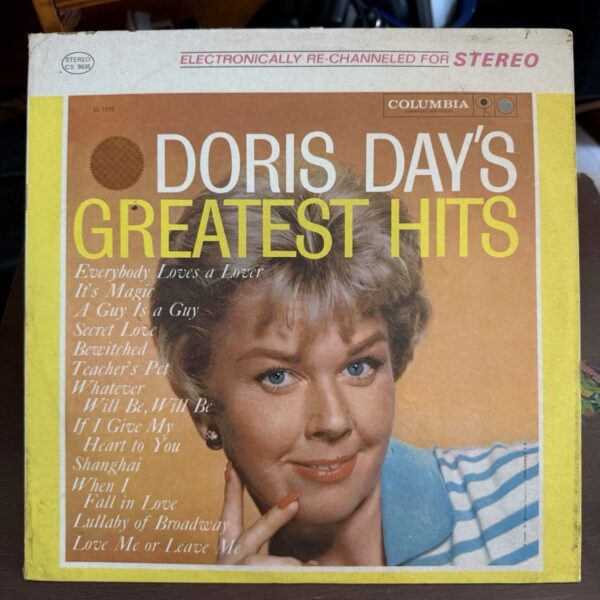 STEREO
CS 8635
ELECTRONICALLY RE-CHANNELED FOR STEREO
CL 1210
COLUMBIA
DORIS DAY'S
GREATEST HITS
Everybody Loves a Lover
It's Magic
A Guy Is a Guy
Secret Love
Bewitched
Teacher's Pet
Whatever
Will Be, Will Be
If I Give My
Heart to You
Shanghai
When I
Fall in Love
Lullaby of Broadway
Love Me or Leave Me